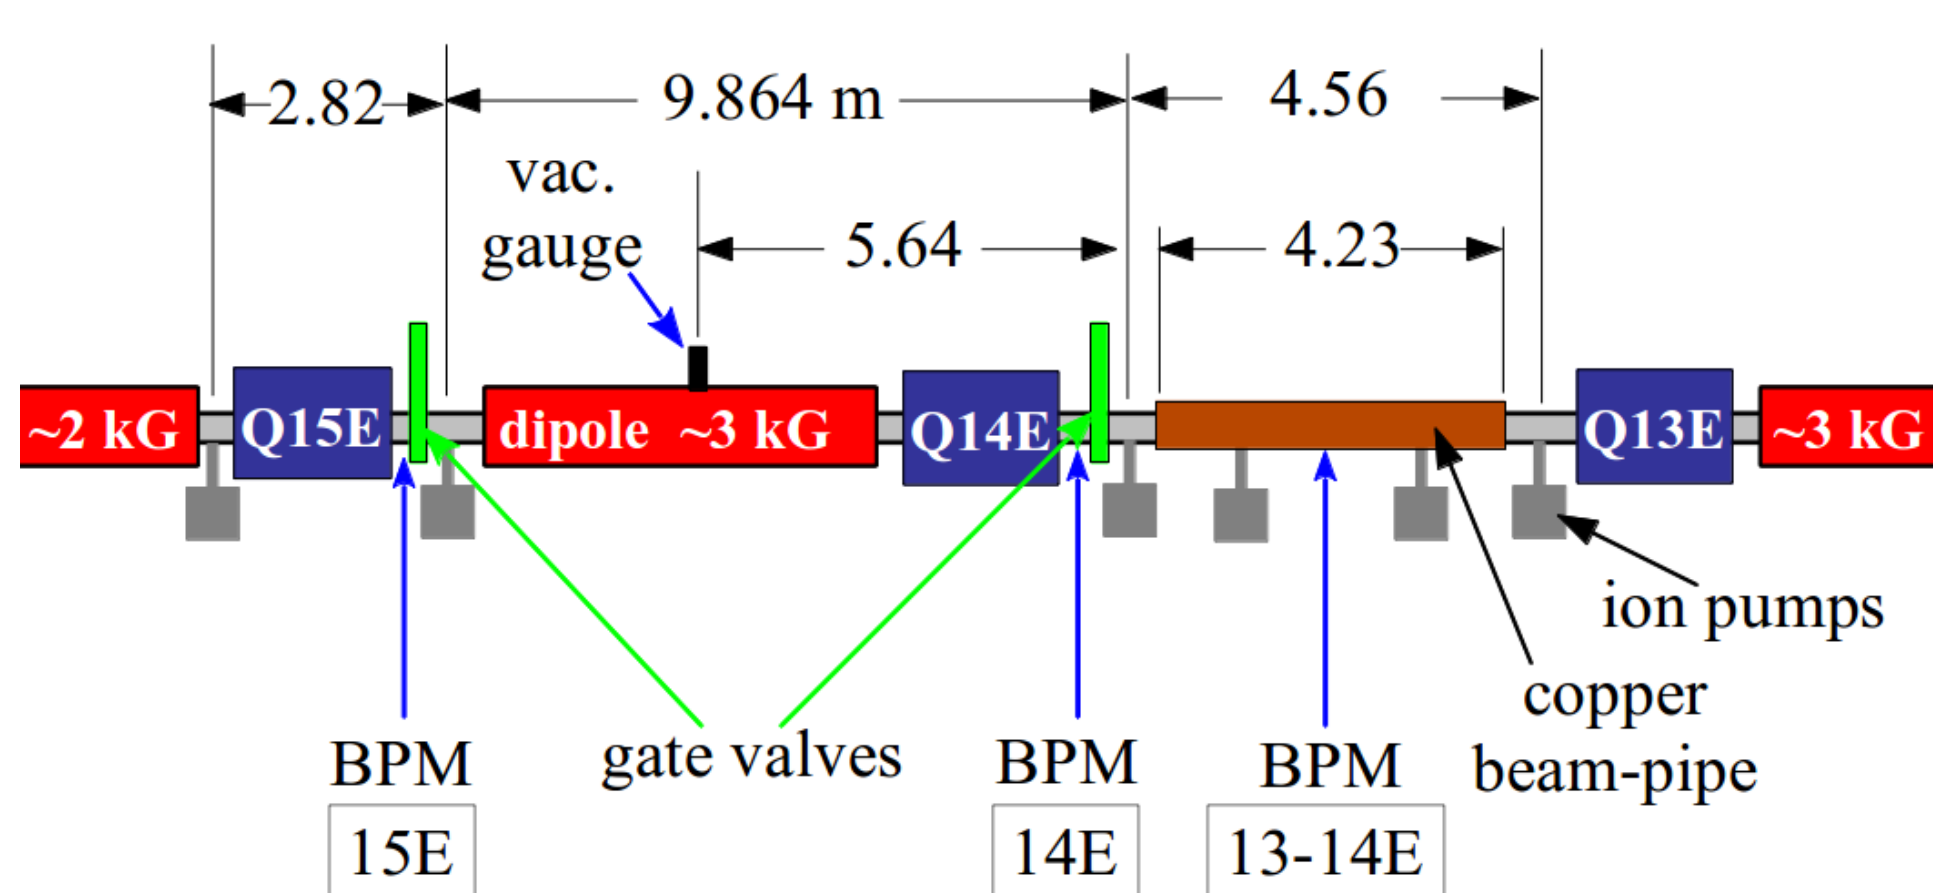 2.82
9.864 m
4.56
vac.
gauge
5.64
4.23
~2 kG
Q15E
dipole ~3 kG
Q14E
Q13E
~3 kG
ion pumps
copper
beam-pipe
gate valves
BPM
15E
BPM
14E
BPM
13-14E